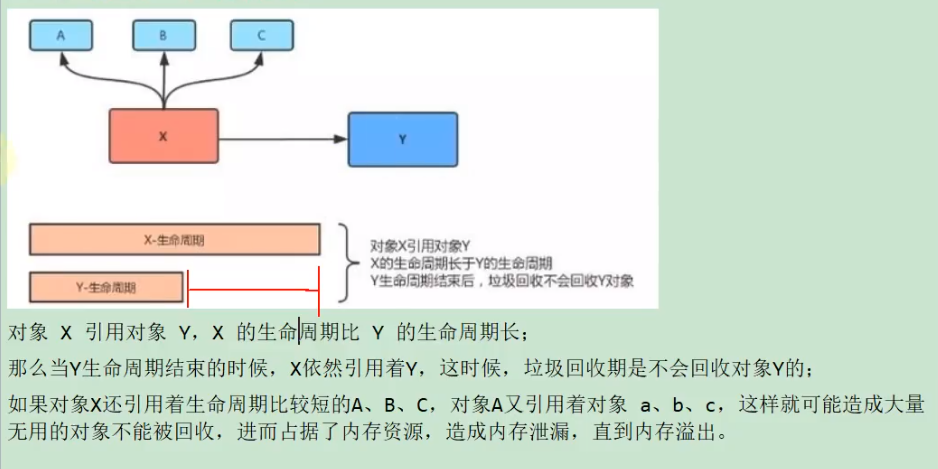 A
B
C
X
Y
X-生命周期
Y-生命周期
对象X引用对象Y
X的生命周期长于Y的生命周期
Y生命周期结束后，垃圾回收不会回收Y对象
对象 X 引用对象 Y，X 的生命周期比 Y 的生命周期长；
那么当Y生命周期结束的时候，X依然引用着Y，这时候，垃圾回收期是不会回收对象Y的；
如果对象X还引用着生命周期比较短的A、B、C，对象A又引用着对象 a、b、c，这样就可能造成大量
无用的对象不能被回收，进而占据了内存资源，造成内存泄漏，直到内存溢出。